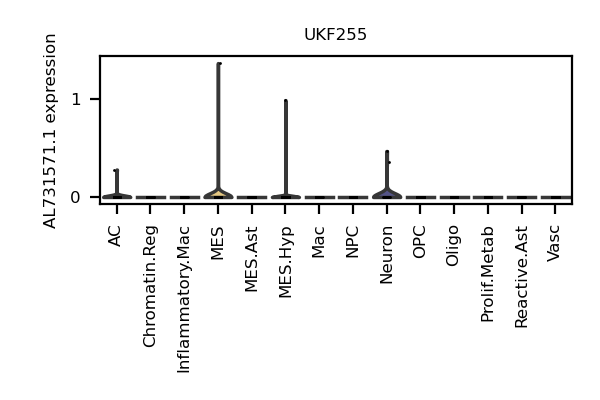 UKF255
AL731571.1 expression
1
0
AC
Chromatin.Reg
Inflammatory.Mac
MES
MES.Ast
MES.Hyp
Mac
NPC
Neuron
OPC
Oligo
Prolif.Metab
Reactive.Ast
Vasc